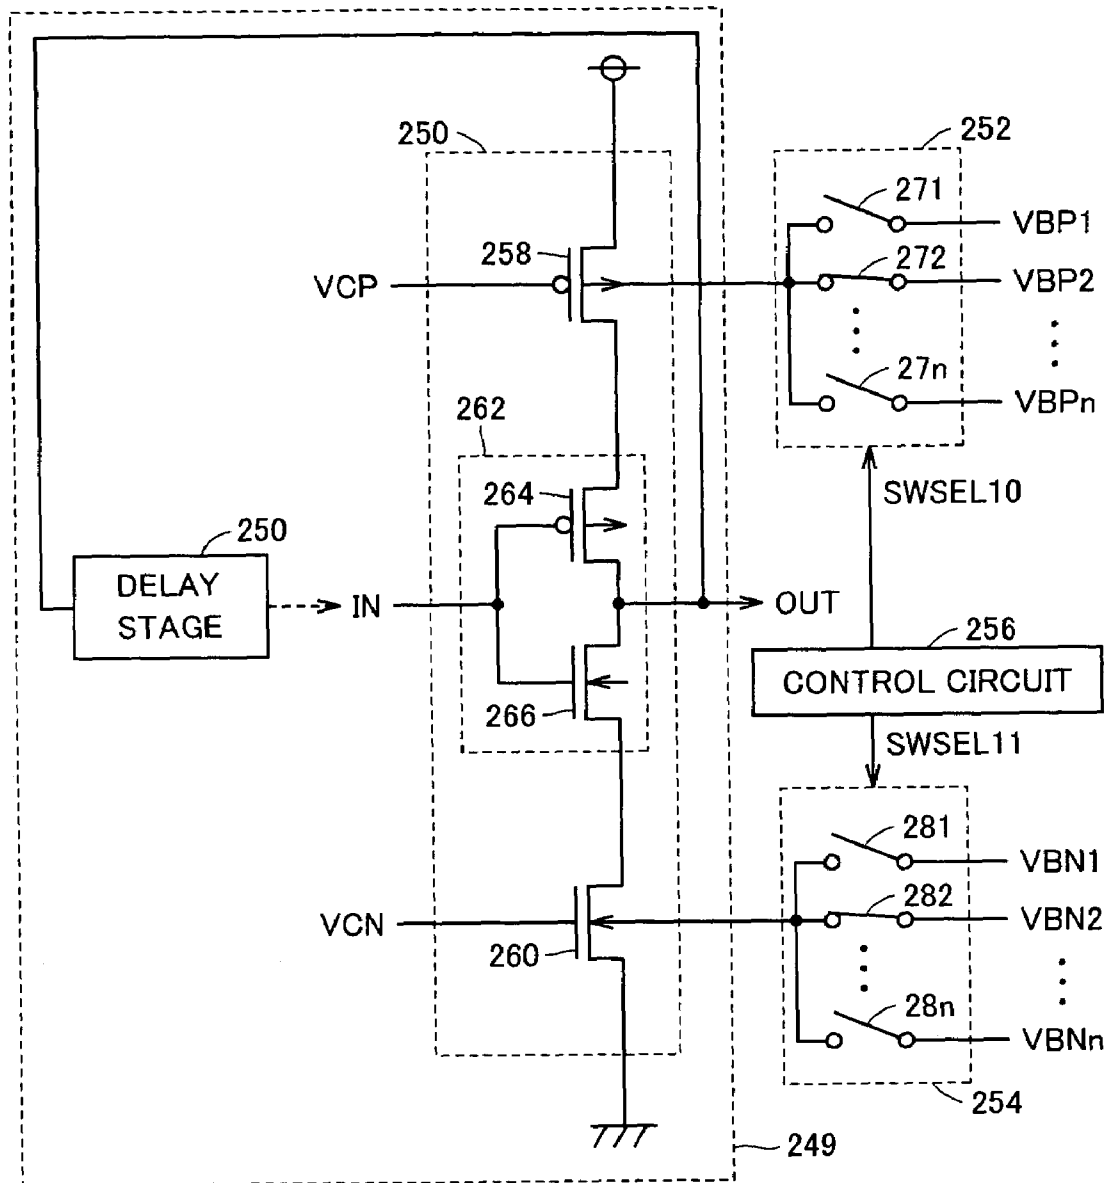 250
252
271
VBP1
258
272
VCP
VBP2
27n
VBPn
262
264
SWSEL10
250
DELAY
STAGE
IN
OUT
256
CONTROL CIRCUIT
266
SWSEL11
281
VBN1
282
VCN
VBN2
260
28n
VBNn
254
249